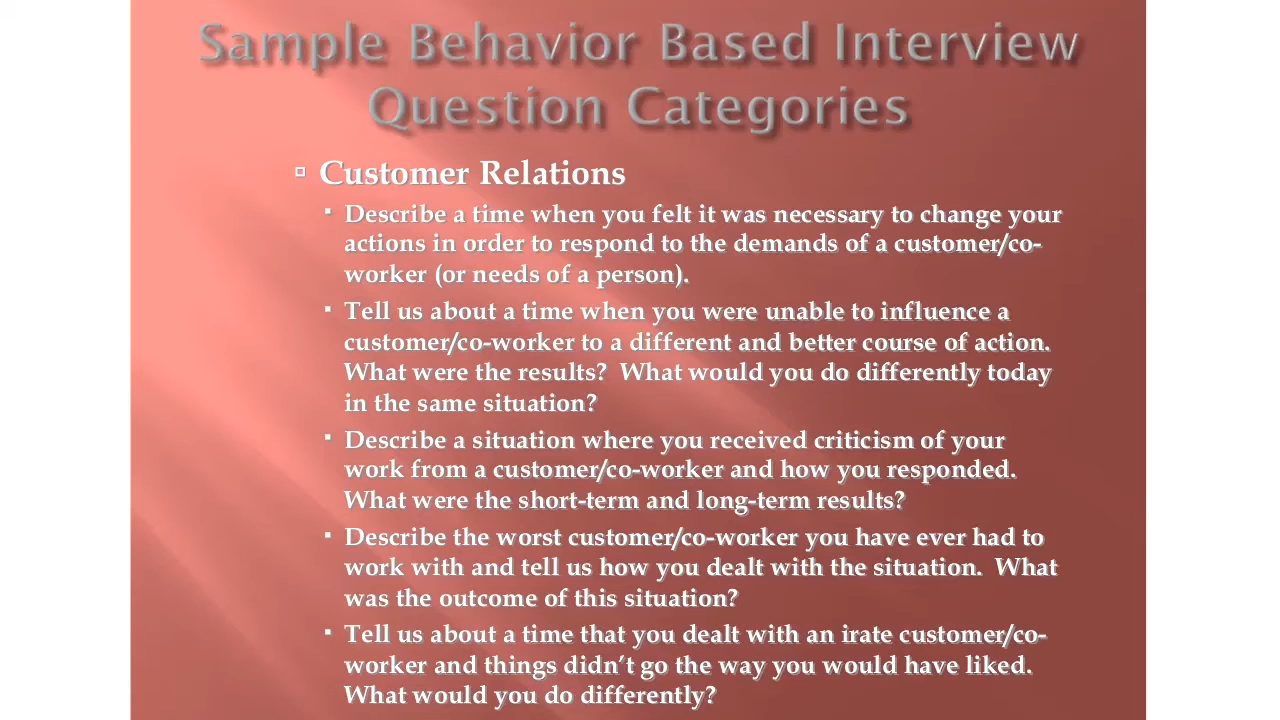 Sample Behavior Based Interview
Question Categories
Customer Relations
Describe a time when you felt it was necessary to change your
actions in order to respond to the demands of a customer/co-
worker (or needs of a person).
Tell us about a time when you were unable to influence a
customer/co-worker to a different and better course of action.
What were the results?  What would you do differently today
in the same situation?
Describe a situation where you received criticism of your
work from a customer/co-worker and how you responded.
What were the short-term and long-term results?
Describe the worst customer/co-worker you have ever had to
work with and tell us how you dealt with the situation.  What
was the outcome of this situation?
Tell us about a time that you dealt with an irate customer/co-
worker and things didn’t go the way you would have liked.
What would you do differently?